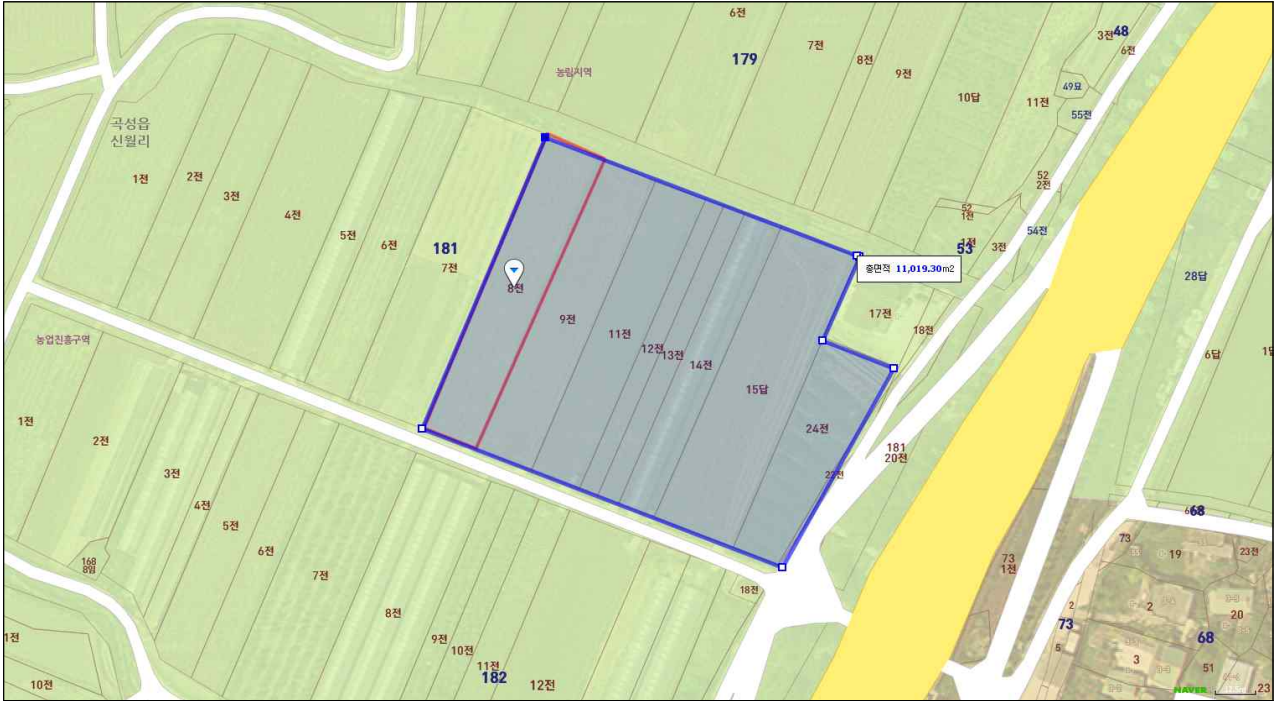 6전
179
7전
8전
9전
3전
48
6전
49묘
55전
10답
11전
농림지역
곡성읍
신월리
1전
2전
3전
4전
5전
6전
181
7전
8전
9전
11전
12전
13전
14전
15답
24전
52
2전
52
1전
1전
53
3전
54전
총면적 11,019.30m2
17전
18전
28답
6답
농업진흥구역
181
20전
1전
2전
3전
4전
5전
6전
7전
8전
9전
10전
11전
182
12전
168
8임
18전
1전
10전
68
73
1전
73
19
23전
2
2
20
73
68
5
3
51
NAVER
23